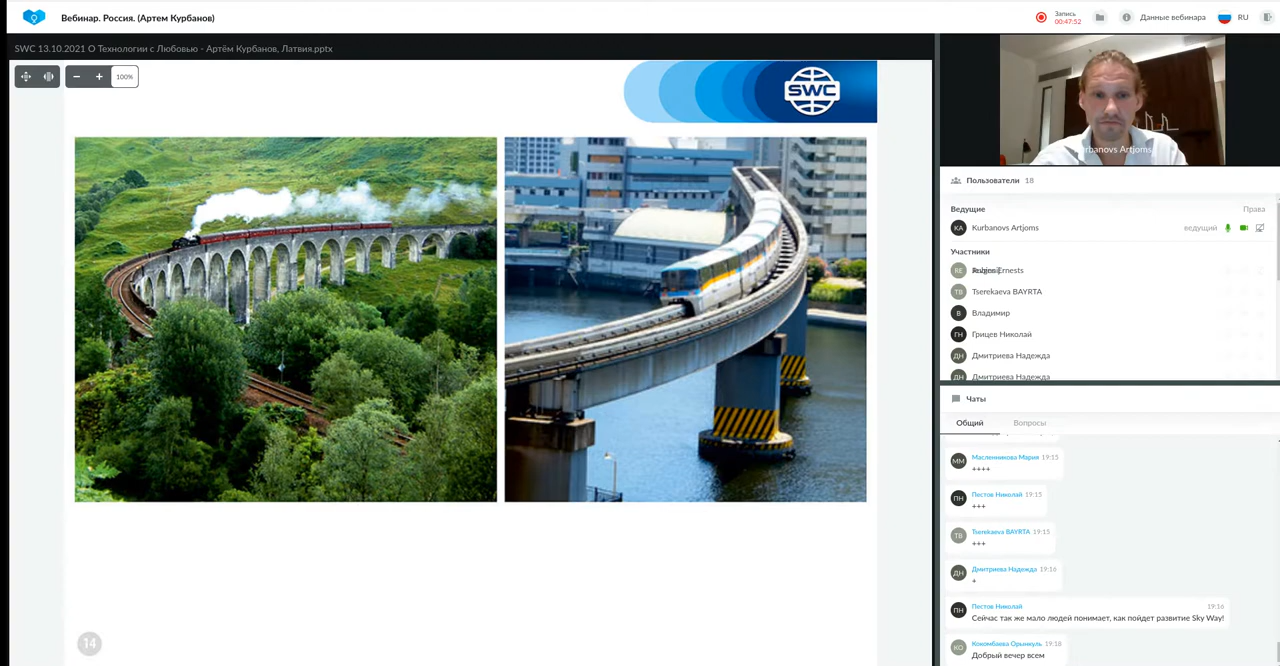 Вебинар. Россия. (Артем Курбанов)
Запись
00:47:52
Данные вебинара
RU
SWC 13.10.2021 О Технологии с Любовью - Артём Курбанов, Латвия.pptx
100%
SWC
Kurbanovs Artjoms
14
Пользователи 18
Ведущие
Права
KA
Kurbanovs Artjoms
ведущий
Участники
RE
Ernests
TB
Tserekaeva BAYRTA
В
Владимир
ГН
Грицев Николай
ДН
Дмитриева Надежда
ДН
Дмитриева Надежда
Чаты
Общий
Вопросы
ММ
Масленникова Мария 19:15
++++
ПН
Пестов Николай 19:15
+++
TB
Tserekaeva BAYRTA 19:15
+++
ДН
Дмитриева Надежда 19:16
+
ПН
Пестов Николай 19:16
Сейчас так же мало людей понимает, как пойдет развитие Sky Way!
КО
Кокомбаева Орынкуль 19:18
Добрый вечер всем